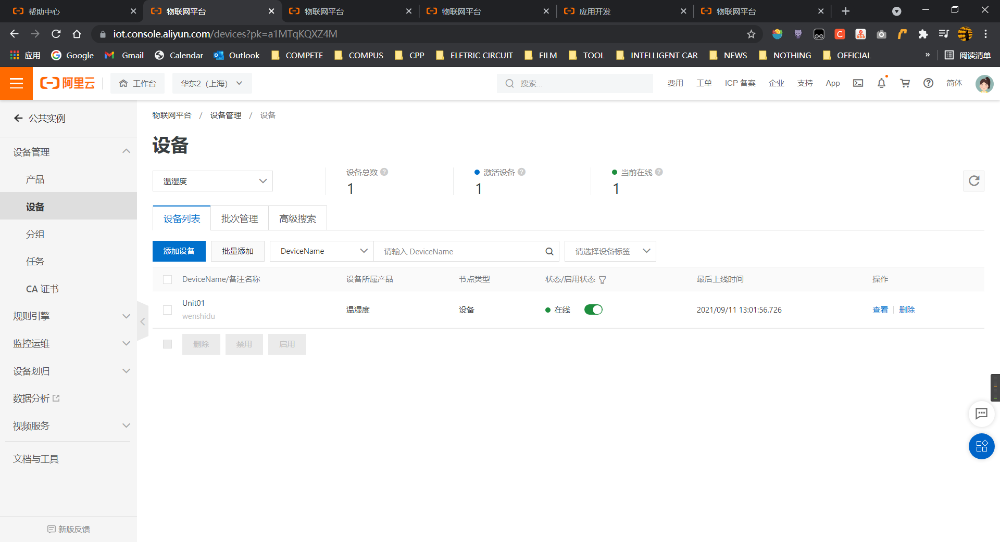 帮助中心
物联网平台
物联网平台
物联网平台
应用开发
物联网平台
iot.console.aliyun.com/devices?pk=a1MTqKQXZ4M
应用
Google
Gmail
Calendar
Outlook
COMPETE
COMPUS
CPP
ELETRIC CIRCUIT
FILM
TOOL
INTELLIGENT CAR
NEWS
NOTHING
OFFICIAL
»
阅读清单
阿里云
工作台
华东2（上海）
搜索...
费用
工单
ICP 备案
企业
支持
App
简体
公共实例
设备管理
产品
设备
分组
任务
CA 证书
规则引擎
监控运维
设备划归
数据分析
视频服务
文档与工具
新版反馈
物联网平台 / 设备管理 / 设备
设备
温湿度
设备总数
1
激活设备
1
当前在线
1
设备列表
批次管理
高级搜索
添加设备
批量添加
DeviceName
请输入 DeviceName
请选择设备标签
DeviceName/备注名称
设备所属产品
节点类型
状态/启用状态
最后上线时间
操作
Unit01
wenshidu
温湿度
设备
在线
2021/09/11 13:01:56.726
查看
删除
删除
禁用
启用